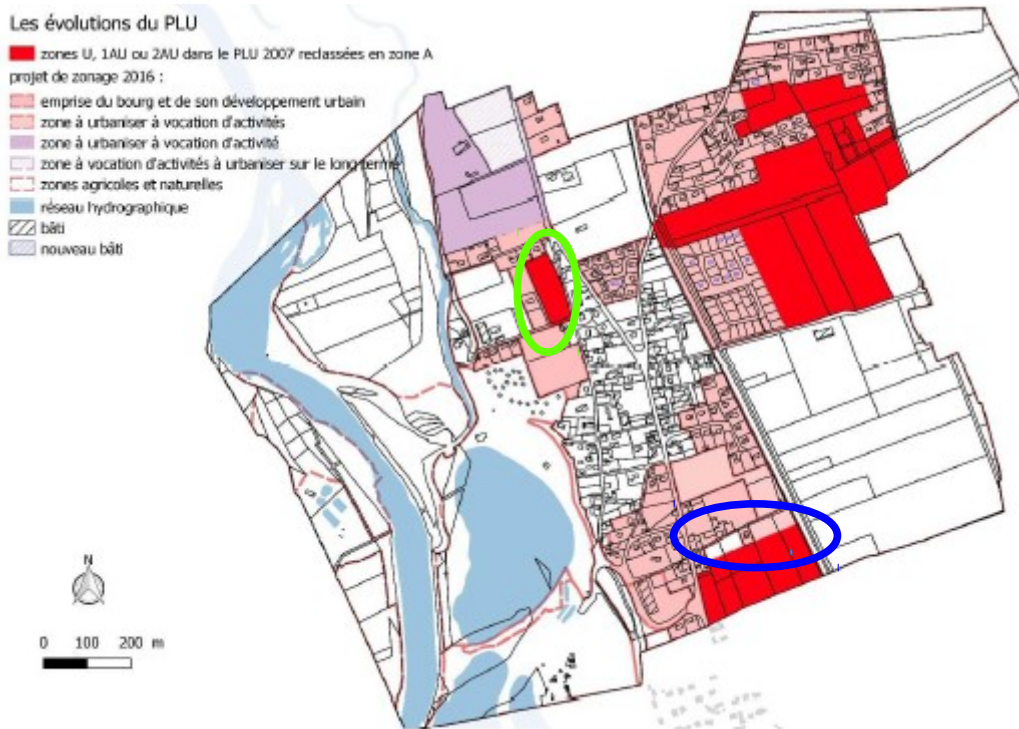 Les évolutions du PLU
zones U, 1AU ou 2AU dans le PLU 2007 reclassées en zone A
projet de zonage 2016 :
emprise du bourg et de son développement urbain
zone à urbaniser à vocation d'activités
zone à urbaniser à vocation d'activité
zone à vocation d'activités à urbaniser sur le long terme
zones agricoles et naturelles
réseau hydrographique
bâti
nouveau bâti
N
0 100 200 m